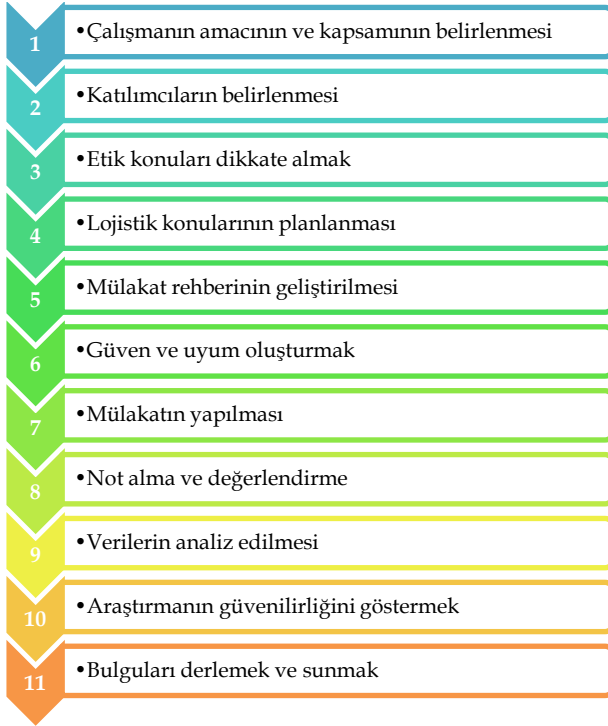 1 •Çalışmanın amacının ve kapsamının belirlenmesi
2 •Katılımcıların belirlenmesi
3 •Etik konuları dikkate almak
4 •Lojistik konularının planlanması
5 •Mülakat rehberinin geliştirilmesi
6 •Güven ve uyum oluşturmak
7 •Mülakatın yapılması
8 •Not alma ve değerlendirme
9 •Verilerin analiz edilmesi
10 •Araştırmanın güvenilirliğini göstermek
11 •Bulguları derlemek ve sunmak